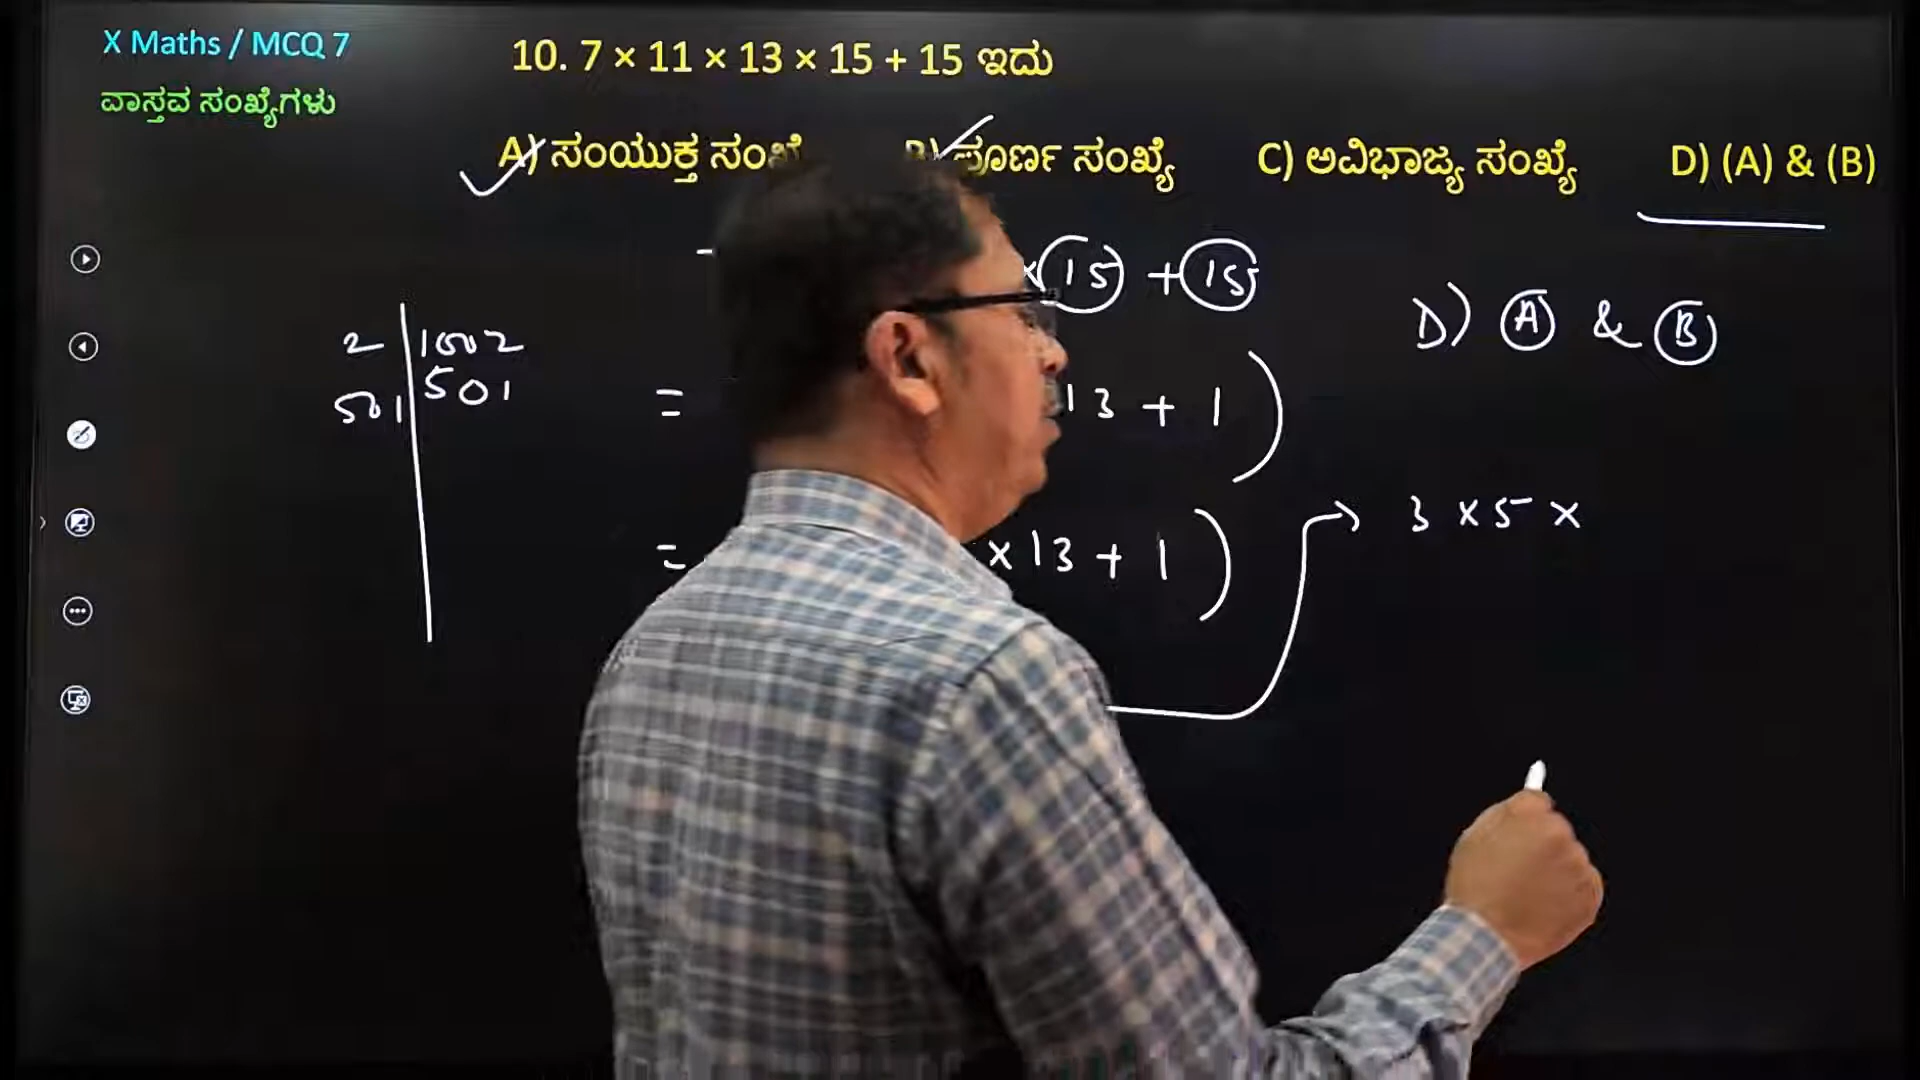 X Maths / MCQ 7
ವಾಸ್ತವ ಸಂಖ್ಯೆಗಳು
10. 7 × 11 × 13 × 15 + 15 ಇದು
A) ಸಂಯುಕ್ತ ಸಂಖ್ಯೆ B) ಪೂರ್ಣ ಸಂಖ್ಯೆ C) ಅವಿಭಾಜ್ಯ ಸಂಖ್ಯೆ D) (A) & (B)
× 15 + 15
D) A & B
2 1002
501 501
= 13 + 1 )
= × 13 + 1 )
3 × 5 ×